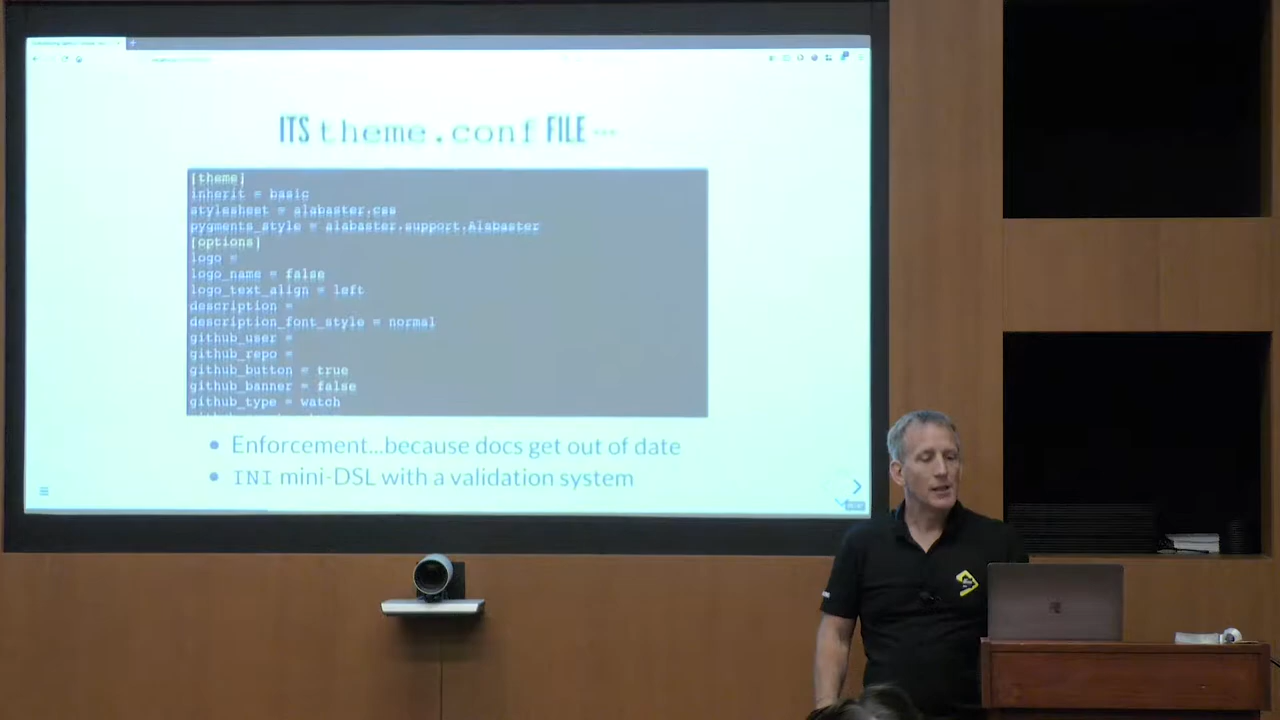 ITS theme.conf FILE ...
[theme]
inherit = basic
stylesheet = alabaster.css
pygments_style = alabaster.support.Alabaster
[options]
logo =
logo_name = false
logo_text_align = left
description =
description_font_style = normal
github_user =
github_repo =
github_button = true
github_banner = false
github_type = watch
• Enforcement...because docs get out of date
• INI mini-DSL with a validation system